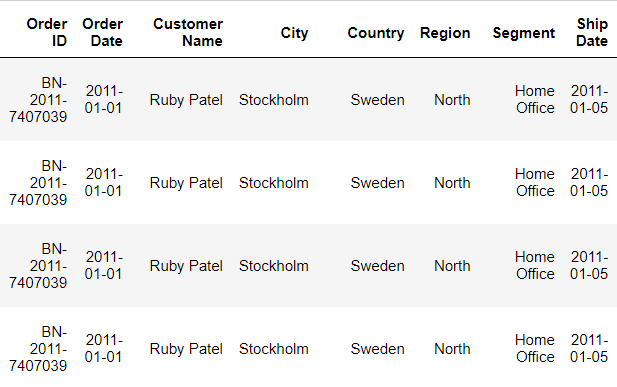 Order ID Order Date Customer Name City Country Region Segment Ship Date
BN-2011-7407039 2011-01-01 Ruby Patel Stockholm Sweden North Home Office 2011-01-05
BN-2011-7407039 2011-01-01 Ruby Patel Stockholm Sweden North Home Office 2011-01-05
BN-2011-7407039 2011-01-01 Ruby Patel Stockholm Sweden North Home Office 2011-01-05
BN-2011-7407039 2011-01-01 Ruby Patel Stockholm Sweden North Home Office 2011-01-05